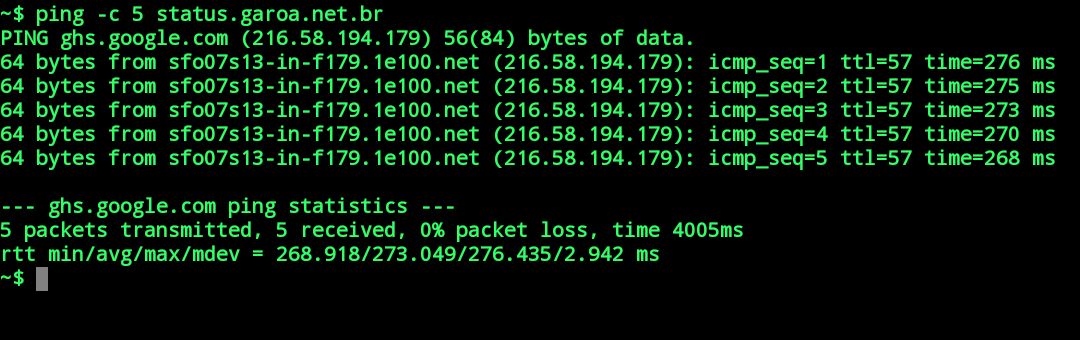 ~$ ping -c 5 status.garoa.net.br
PING ghs.google.com (216.58.194.179) 56(84) bytes of data.
64 bytes from sfo07s13-in-f179.1e100.net (216.58.194.179): icmp_seq=1 ttl=57 time=276 ms
64 bytes from sfo07s13-in-f179.1e100.net (216.58.194.179): icmp_seq=2 ttl=57 time=275 ms
64 bytes from sfo07s13-in-f179.1e100.net (216.58.194.179): icmp_seq=3 ttl=57 time=273 ms
64 bytes from sfo07s13-in-f179.1e100.net (216.58.194.179): icmp_seq=4 ttl=57 time=270 ms
64 bytes from sfo07s13-in-f179.1e100.net (216.58.194.179): icmp_seq=5 ttl=57 time=268 ms
--- ghs.google.com ping statistics ---
5 packets transmitted, 5 received, 0% packet loss, time 4005ms
rtt min/avg/max/mdev = 268.918/273.049/276.435/2.942 ms
~$